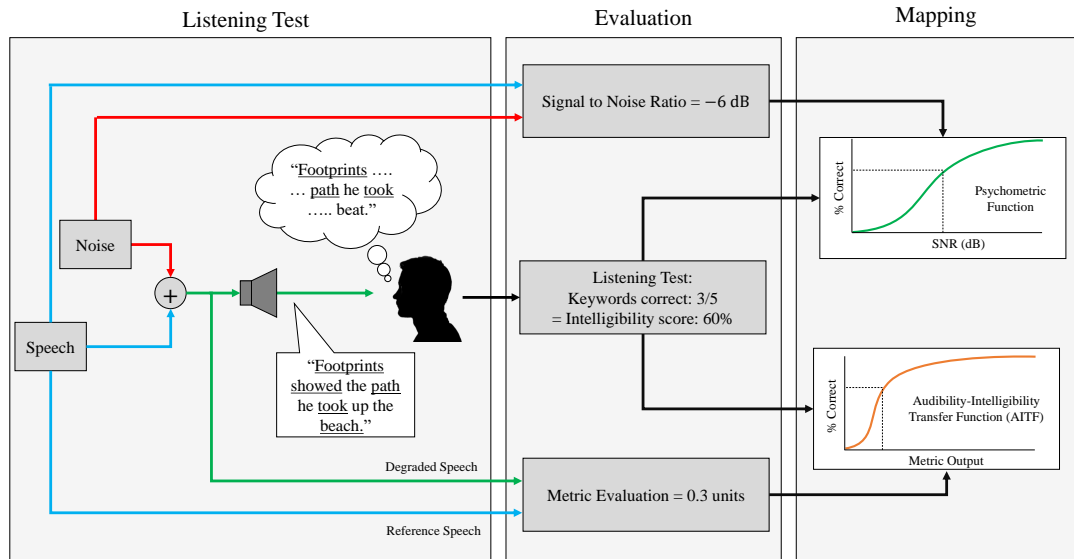 Listening Test
Evaluation
Mapping
Signal to Noise Ratio = −6 dB
“Footprints ….
… path he took
….. beat.”
% Correct
Psychometric
Function
SNR (dB)
Noise
+
Listening Test:
Keywords correct: 3/5
= Intelligibility score: 60%
Speech
“Footprints
showed the path
he took up the
beach.”
% Correct
Audibility-Intelligibility
Transfer Function (AITF)
Metric Output
Degraded Speech
Metric Evaluation = 0.3 units
Reference Speech